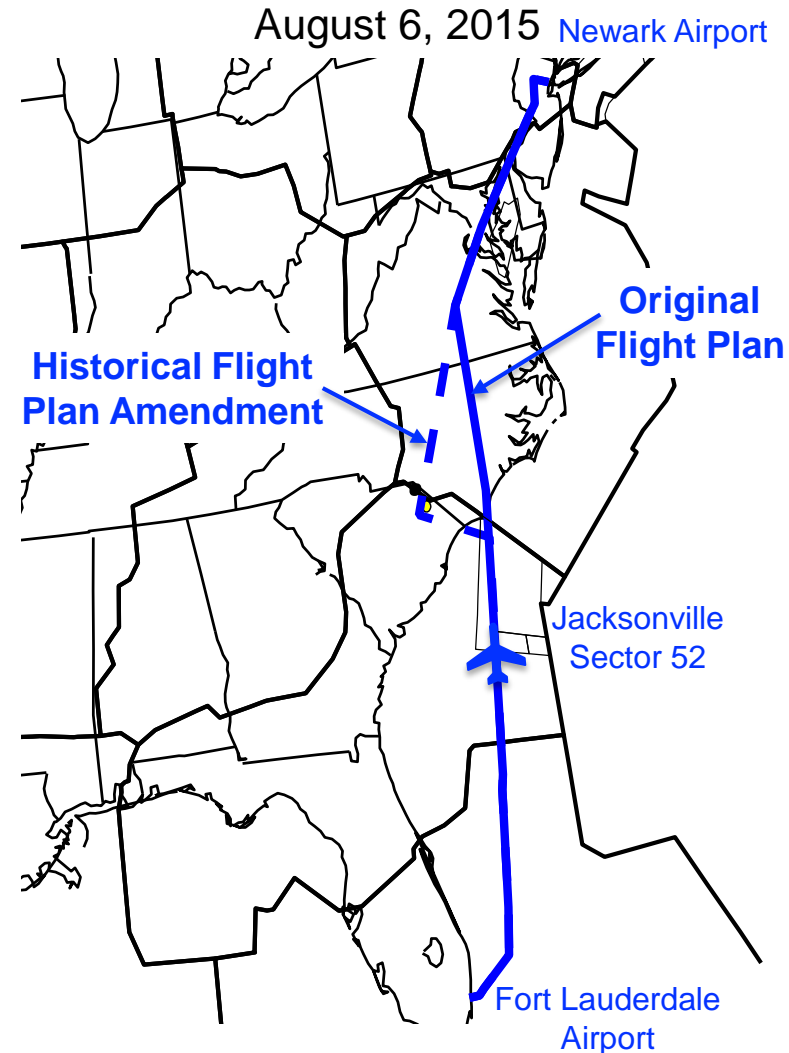 August 6, 2015
Newark Airport
Original
Flight Plan
Historical Flight
Plan Amendment
Jacksonville
Sector 52
Fort Lauderdale
Airport